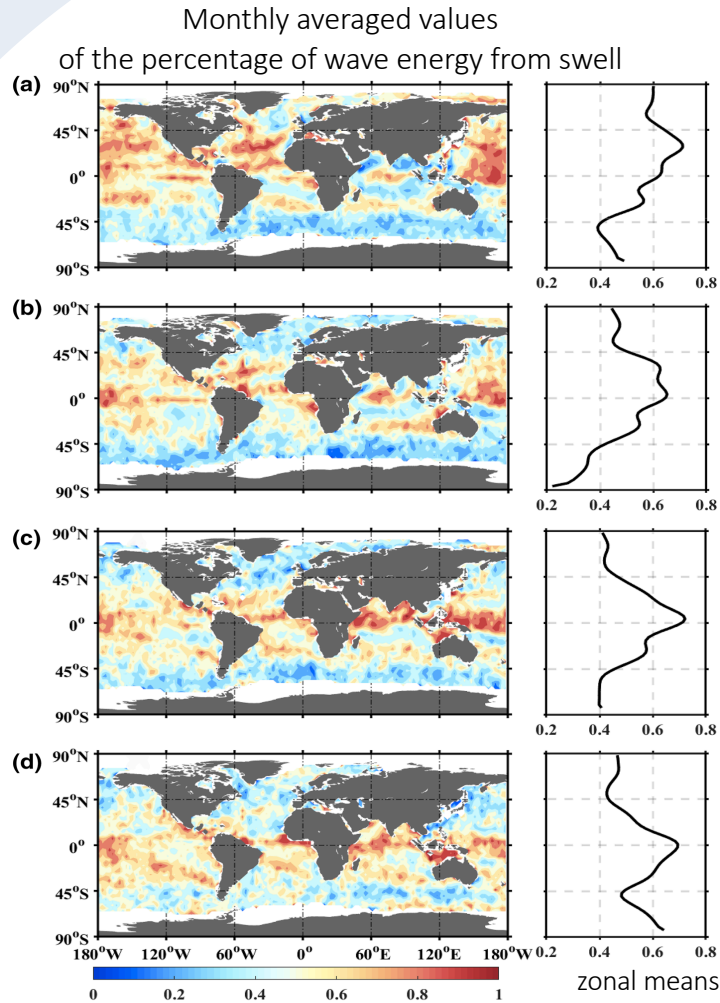 Monthly averaged values
of the percentage of wave energy from swell
(a)
90°N
45°N
0°
45°S
90°S
0.2 0.4 0.6 0.8
(b)
90°N
45°N
0°
45°S
90°S
0.2 0.4 0.6 0.8
(c)
90°N
45°N
0°
45°S
90°S
0.2 0.4 0.6 0.8
(d)
90°N
45°N
0°
45°S
90°S
180°W 120°W 60°W 0° 60°E 120°E 180°W
0.2 0.4 0.6 0.8
0 0.2 0.4 0.6 0.8 1
zonal means